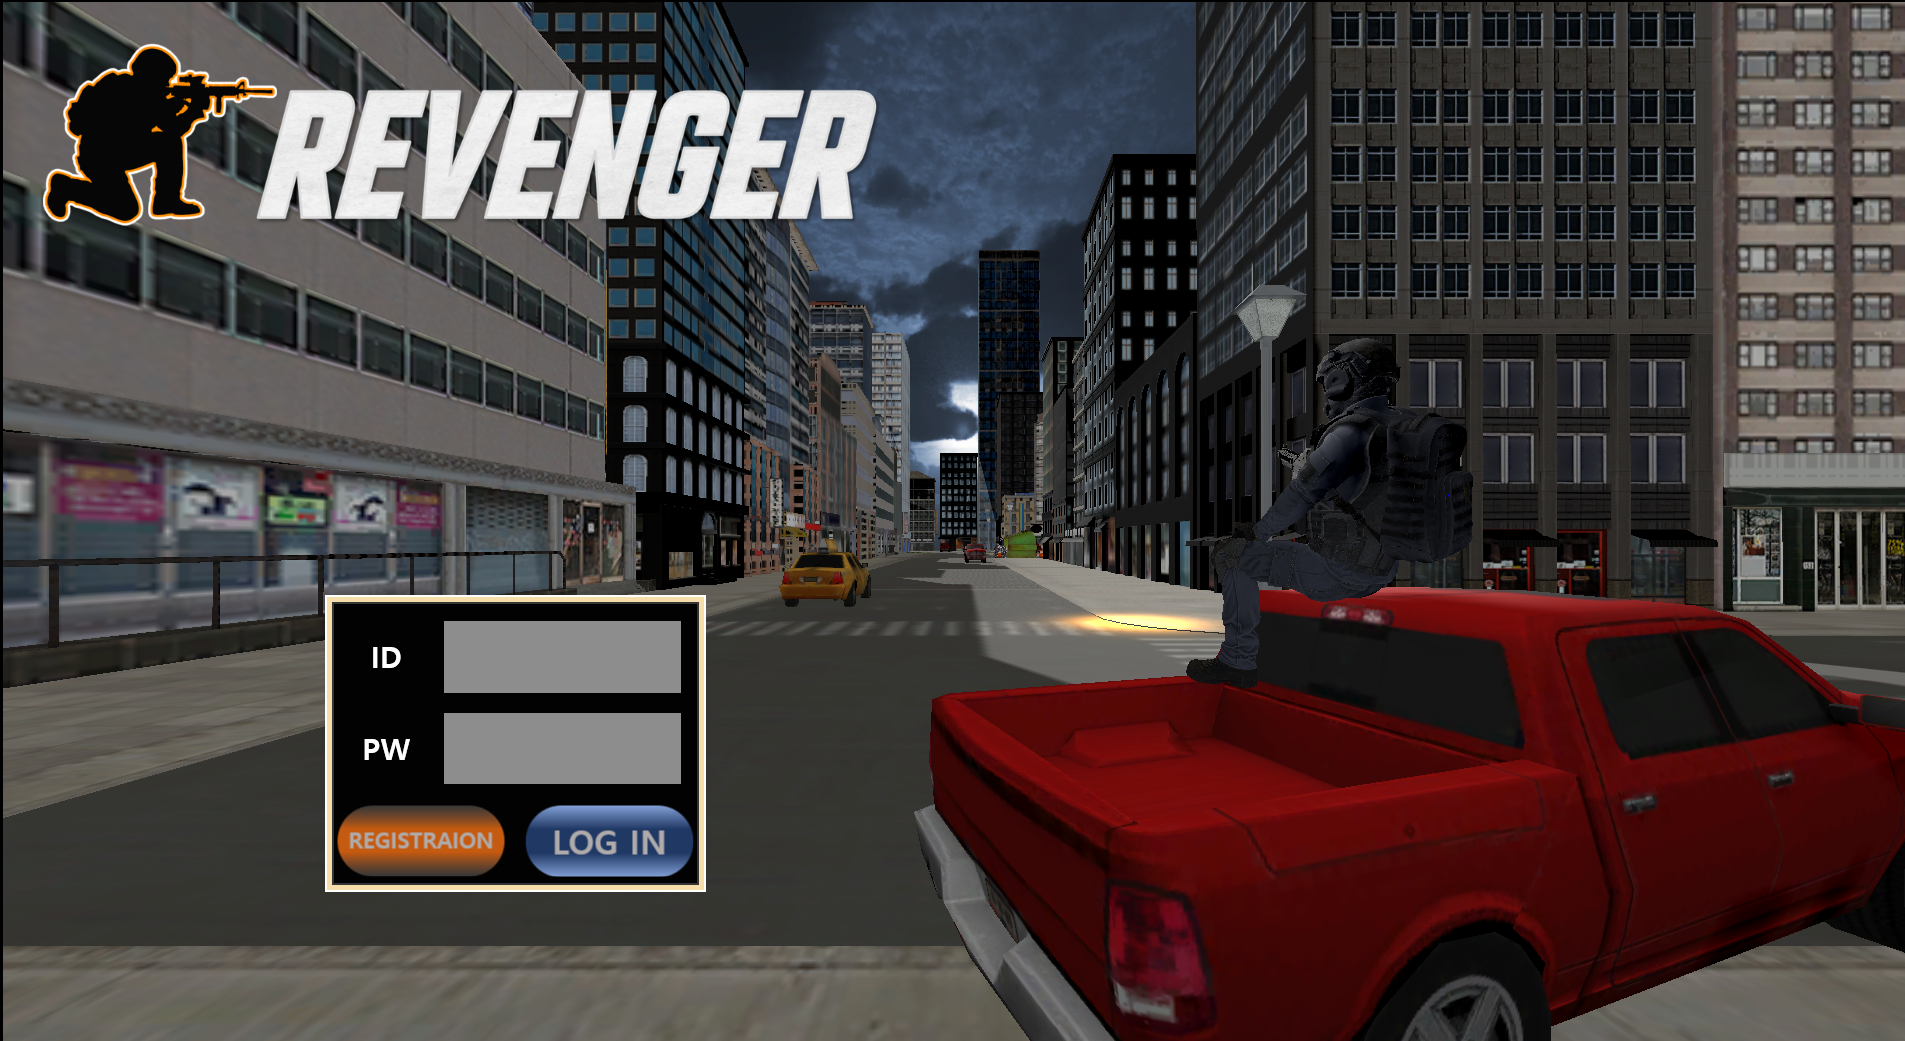 REVENGER
ID
PW
REGISTRAION
LOG IN